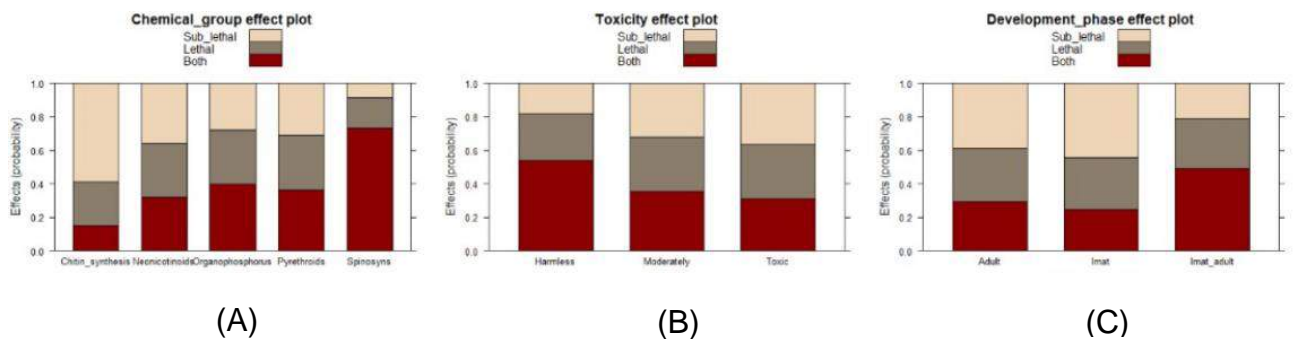 Chemical_group effect plot
Sub_lethal
Lethal
Both
Effects (probability)
1.0
0.8
0.6
0.4
0.2
0.0
Chitin_synthesis Neonicotinoids Organophosphorus Pyrethroids Spinosyns
(A)
Toxicity effect plot
Sub_lethal
Lethal
Both
Effects (probability)
1.0
0.8
0.6
0.4
0.2
0.0
Harmless Moderately Toxic
(B)
Development_phase effect plot
Sub_lethal
Lethal
Both
Effects (probability)
1.0
0.8
0.6
0.4
0.2
0.0
Adult Imat Imat_adult
(C)